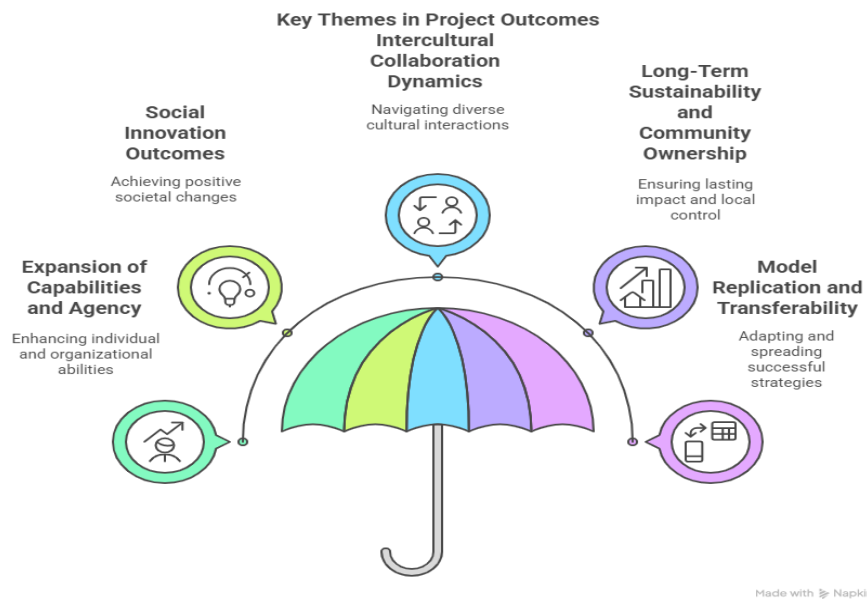 Key Themes in Project Outcomes
Intercultural
Collaboration
Dynamics
Navigating diverse
cultural interactions
Social
Innovation
Outcomes
Achieving positive
societal changes
Long-Term
Sustainability
and
Community
Ownership
Ensuring lasting
impact and local
control
Expansion of
Capabilities
and Agency
Enhancing individual
and organizational
abilities
Model
Replication and
Transferability
Adapting and
spreading
successful
strategies
Made with Napki